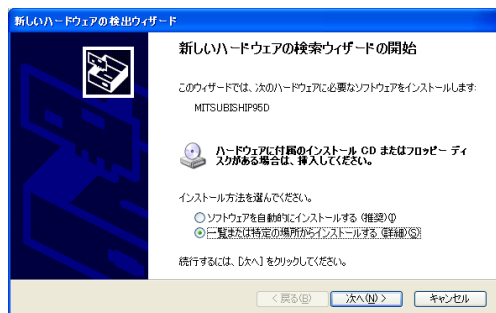 新しいハードウェアの検出ウィザード
新しいハードウェアの検索ウィザードの開始
このウィザードでは、次のハードウェアに必要なソフトウェアをインストールします:
MITSUBISHIP95D
ハードウェアに付属のインストール CD またはフロッピー ディ
スクがある場合は、挿入してください。
インストール方法を選んでください。
ソフトウェアを自動的にインストールする (推奨)(I)
一覧または特定の場所からインストールする (詳細)(S)
続行するには、[次へ] をクリックしてください。
< 戻る(B) 次へ(N) > キャンセル